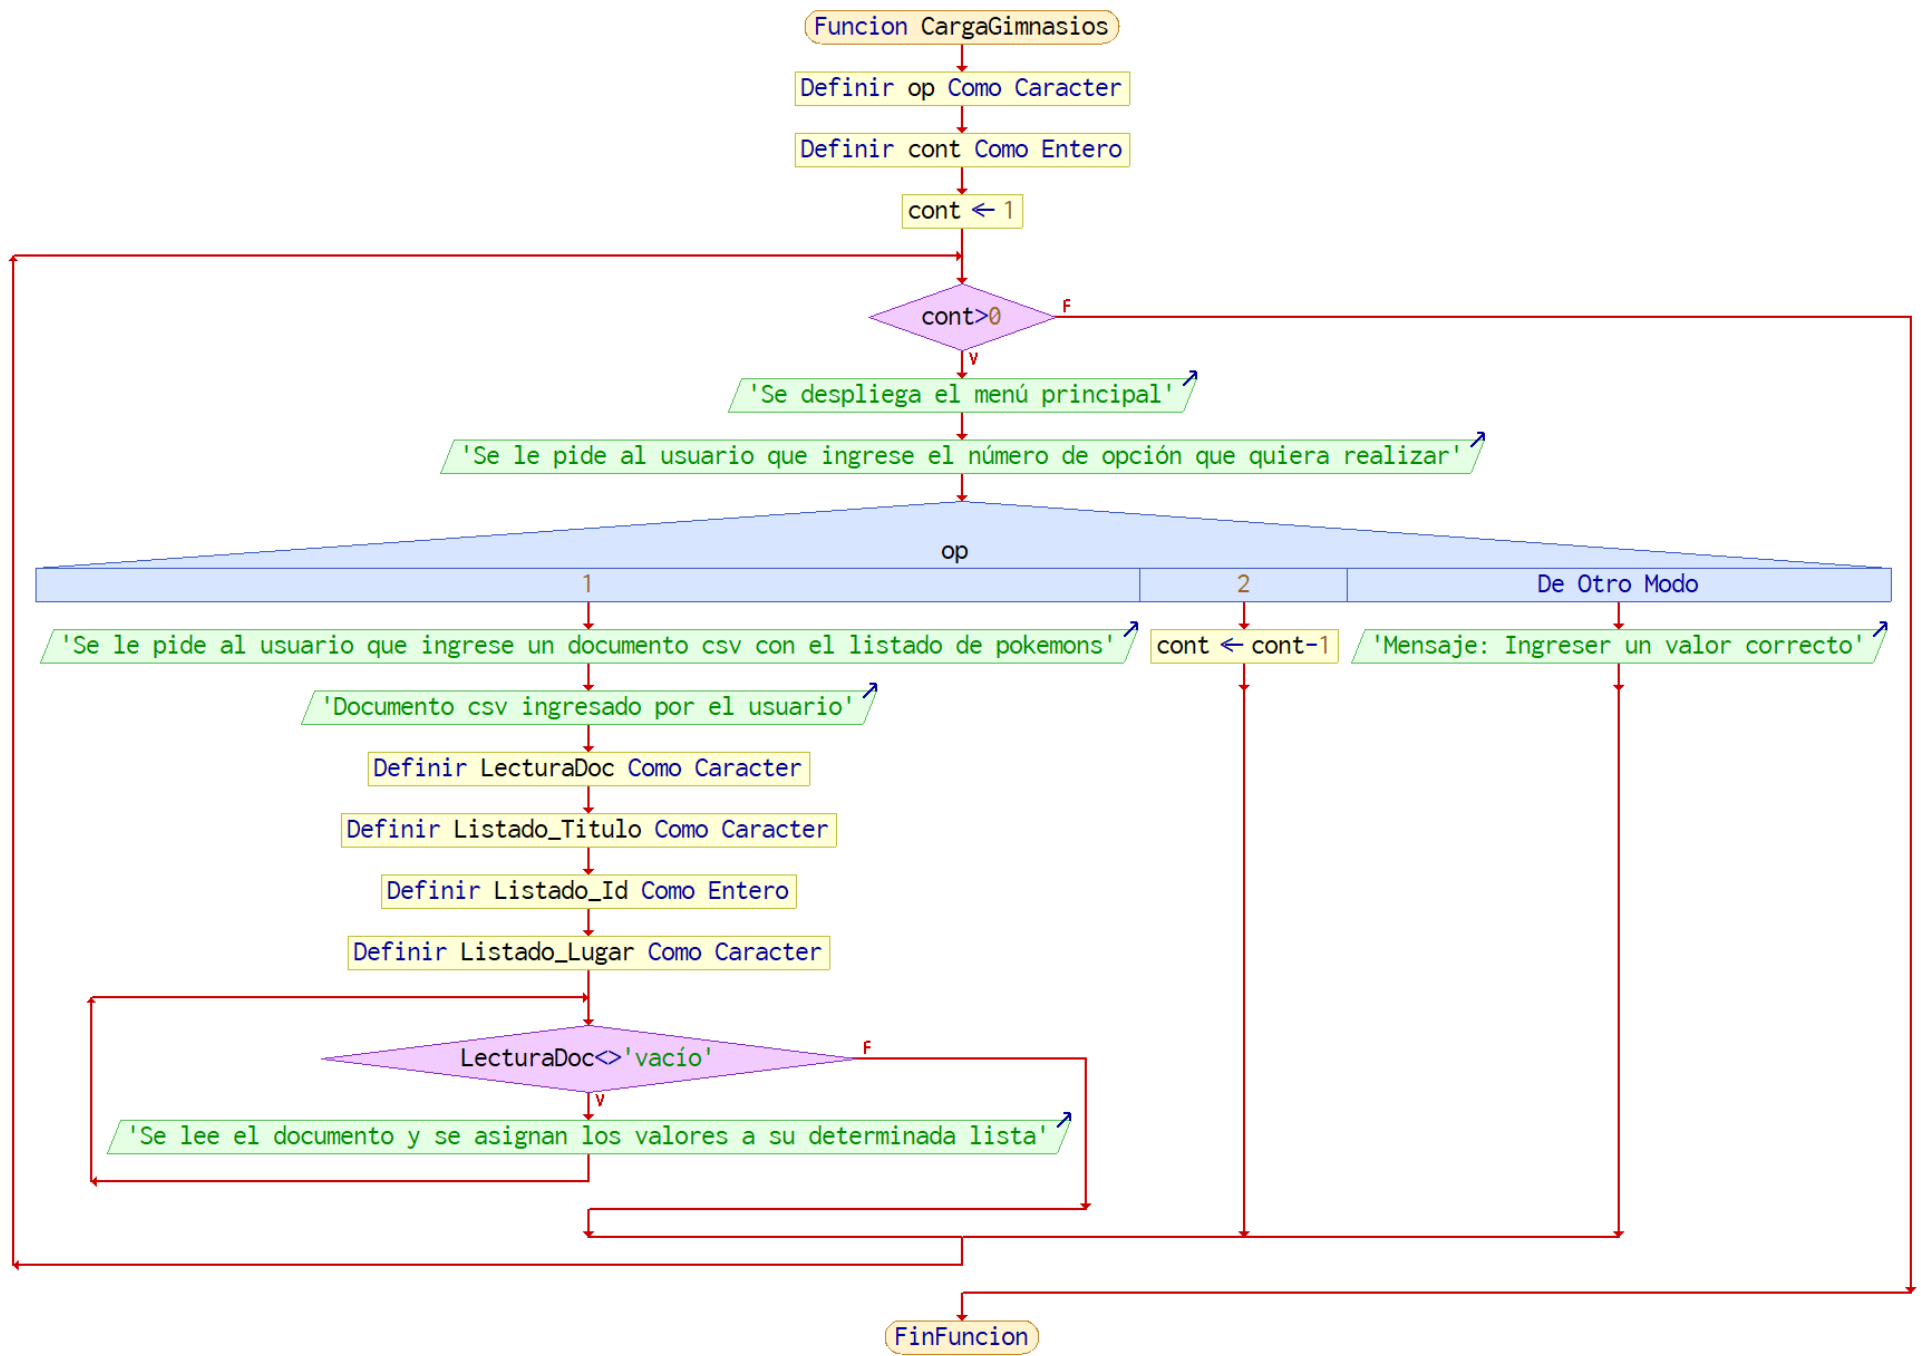 Funcion CargaGimnasios
Definir op Como Caracter
Definir cont Como Entero
cont ← 1
cont>0
F
V
'Se despliega el menú principal'
'Se le pide al usuario que ingrese el número de opción que quiera realizar'
op
1
2
De Otro Modo
'Se le pide al usuario que ingrese un documento csv con el listado de pokemons'
cont ← cont-1
'Mensaje: Ingreser un valor correcto'
'Documento csv ingresado por el usuario'
Definir LecturaDoc Como Caracter
Definir Listado_Titulo Como Caracter
Definir Listado_Id Como Entero
Definir Listado_Lugar Como Caracter
LecturaDoc<>'vacío'
F
V
'Se lee el documento y se asignan los valores a su determinada lista'
FinFuncion